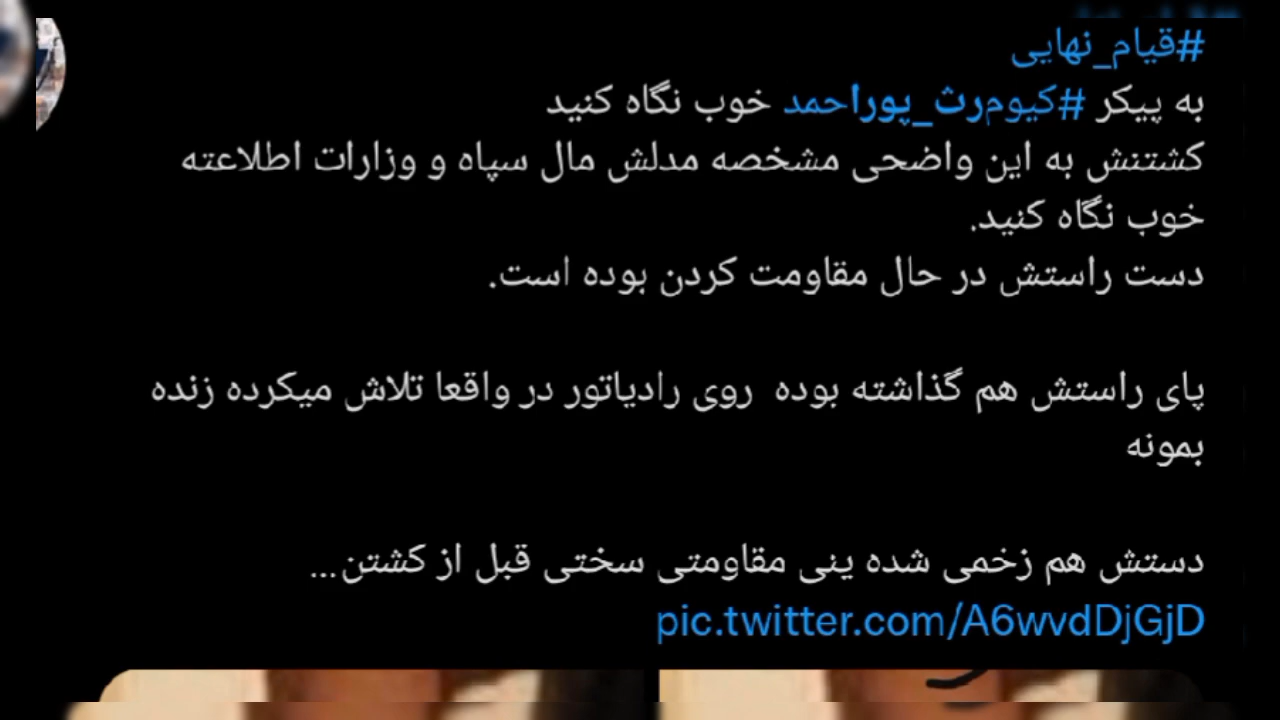 #قیام_نهایی
به پیکر #کیومرث_پوراحمد خوب نگاه کنید
کشتنش به این واضحی مشخصه مدلش مال سپاه و وزارات اطلاعته
خوب نگاه کنید.
دست راستش در حال مقاومت کردن بوده است.
پای راستش هم گذاشته بوده روی رادیاتور در واقعا تلاش میکرده زنده
بمونه
دستش هم زخمی شده ینی مقاومتی سختی قبل از کشتن...
pic.twitter.com/A6wvdDjGjD